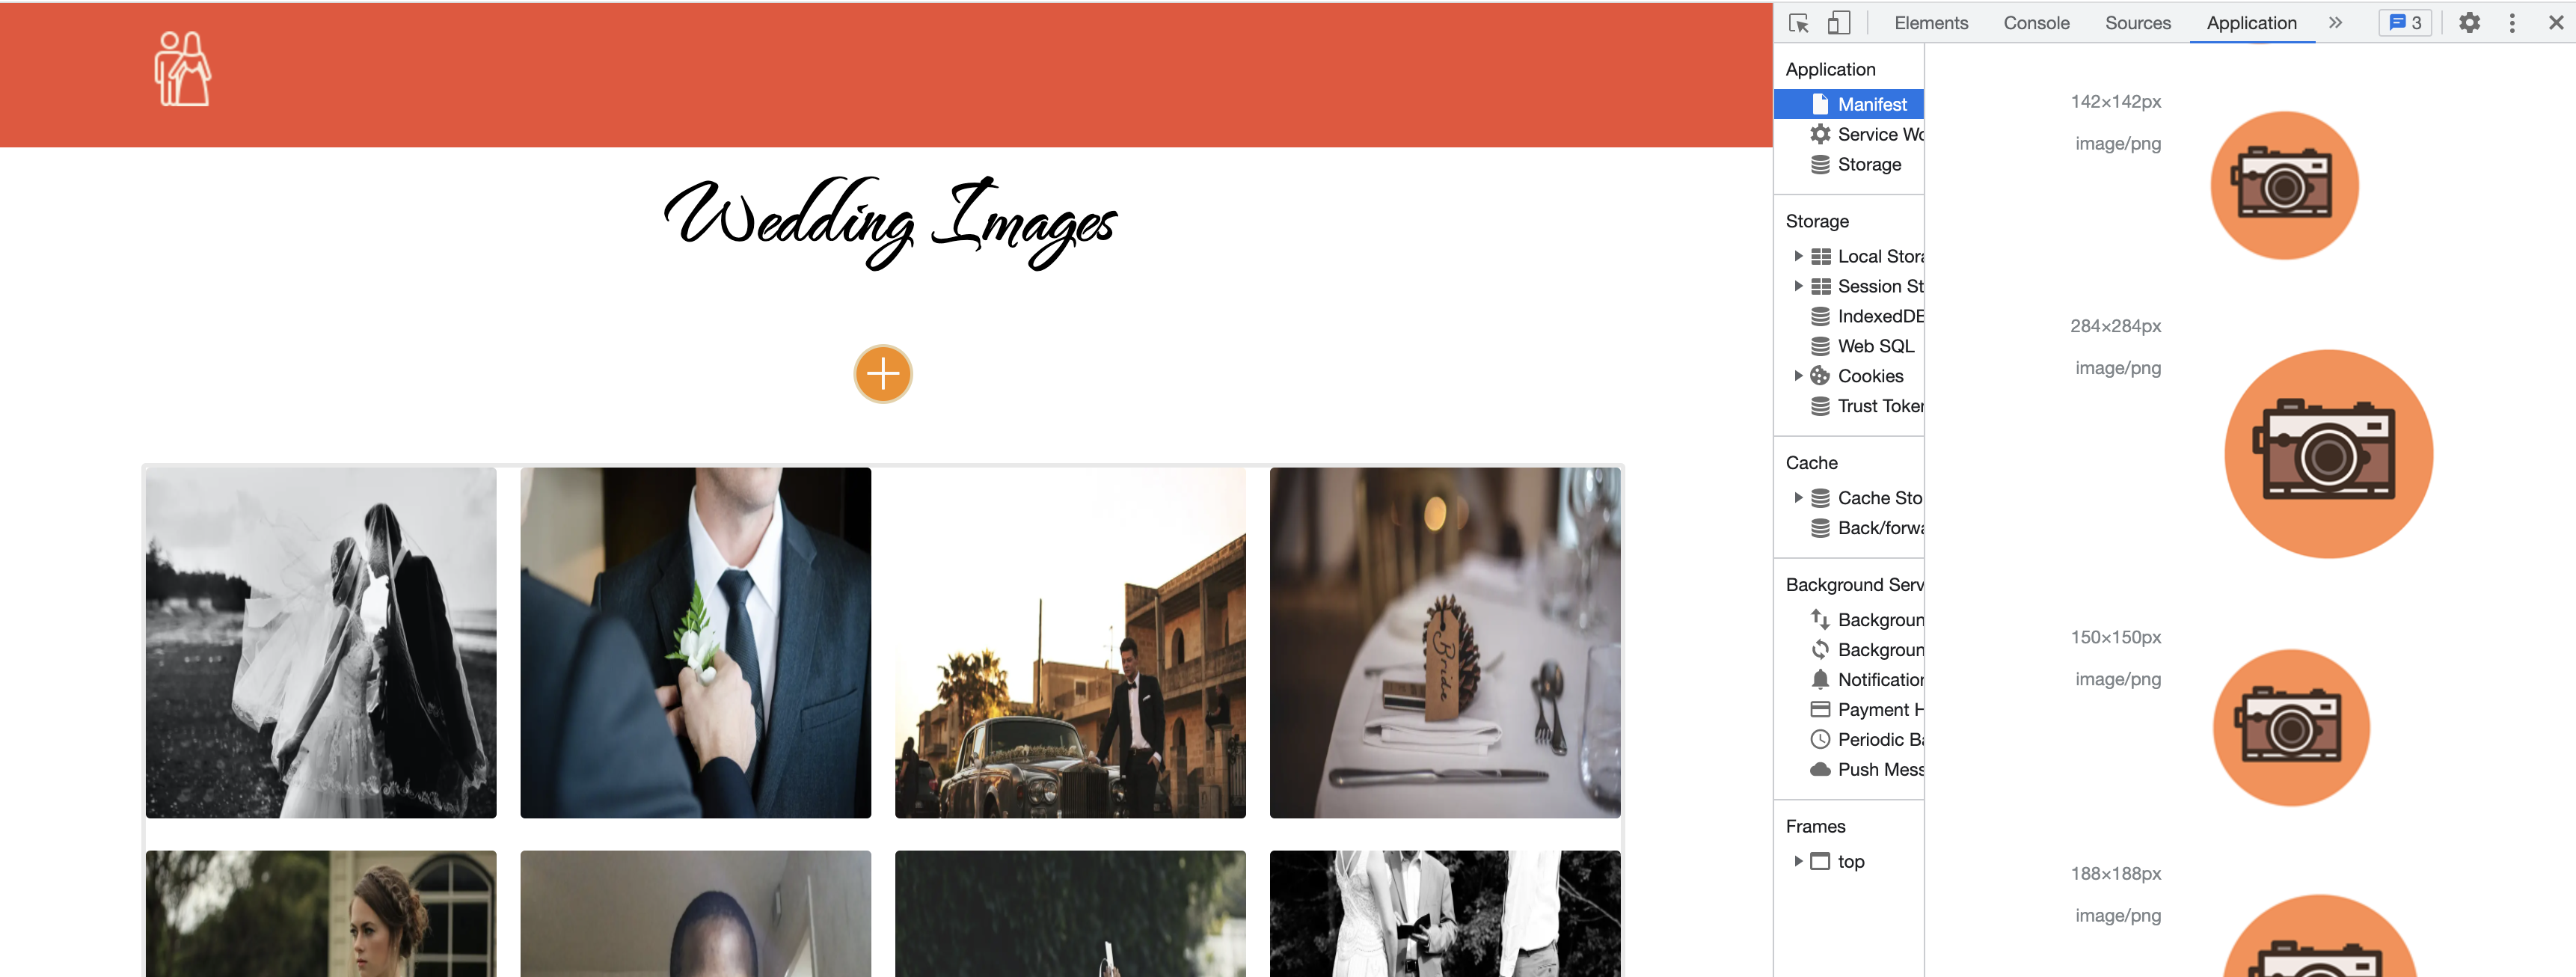 Wedding Images
Bride
Elements Console Sources Application 3
Application
Manifest
Service Wo
Storage
Storage
Local Stora
Session St
IndexedDB
Web SQL
Cookies
Trust Token
Cache
Cache Sto
Back/forwa
Background Serv
Backgroun
Backgroun
Notification
Payment H
Periodic Ba
Push Mess
Frames
top
142×142px
image/png
284×284px
image/png
150×150px
image/png
188×188px
image/png